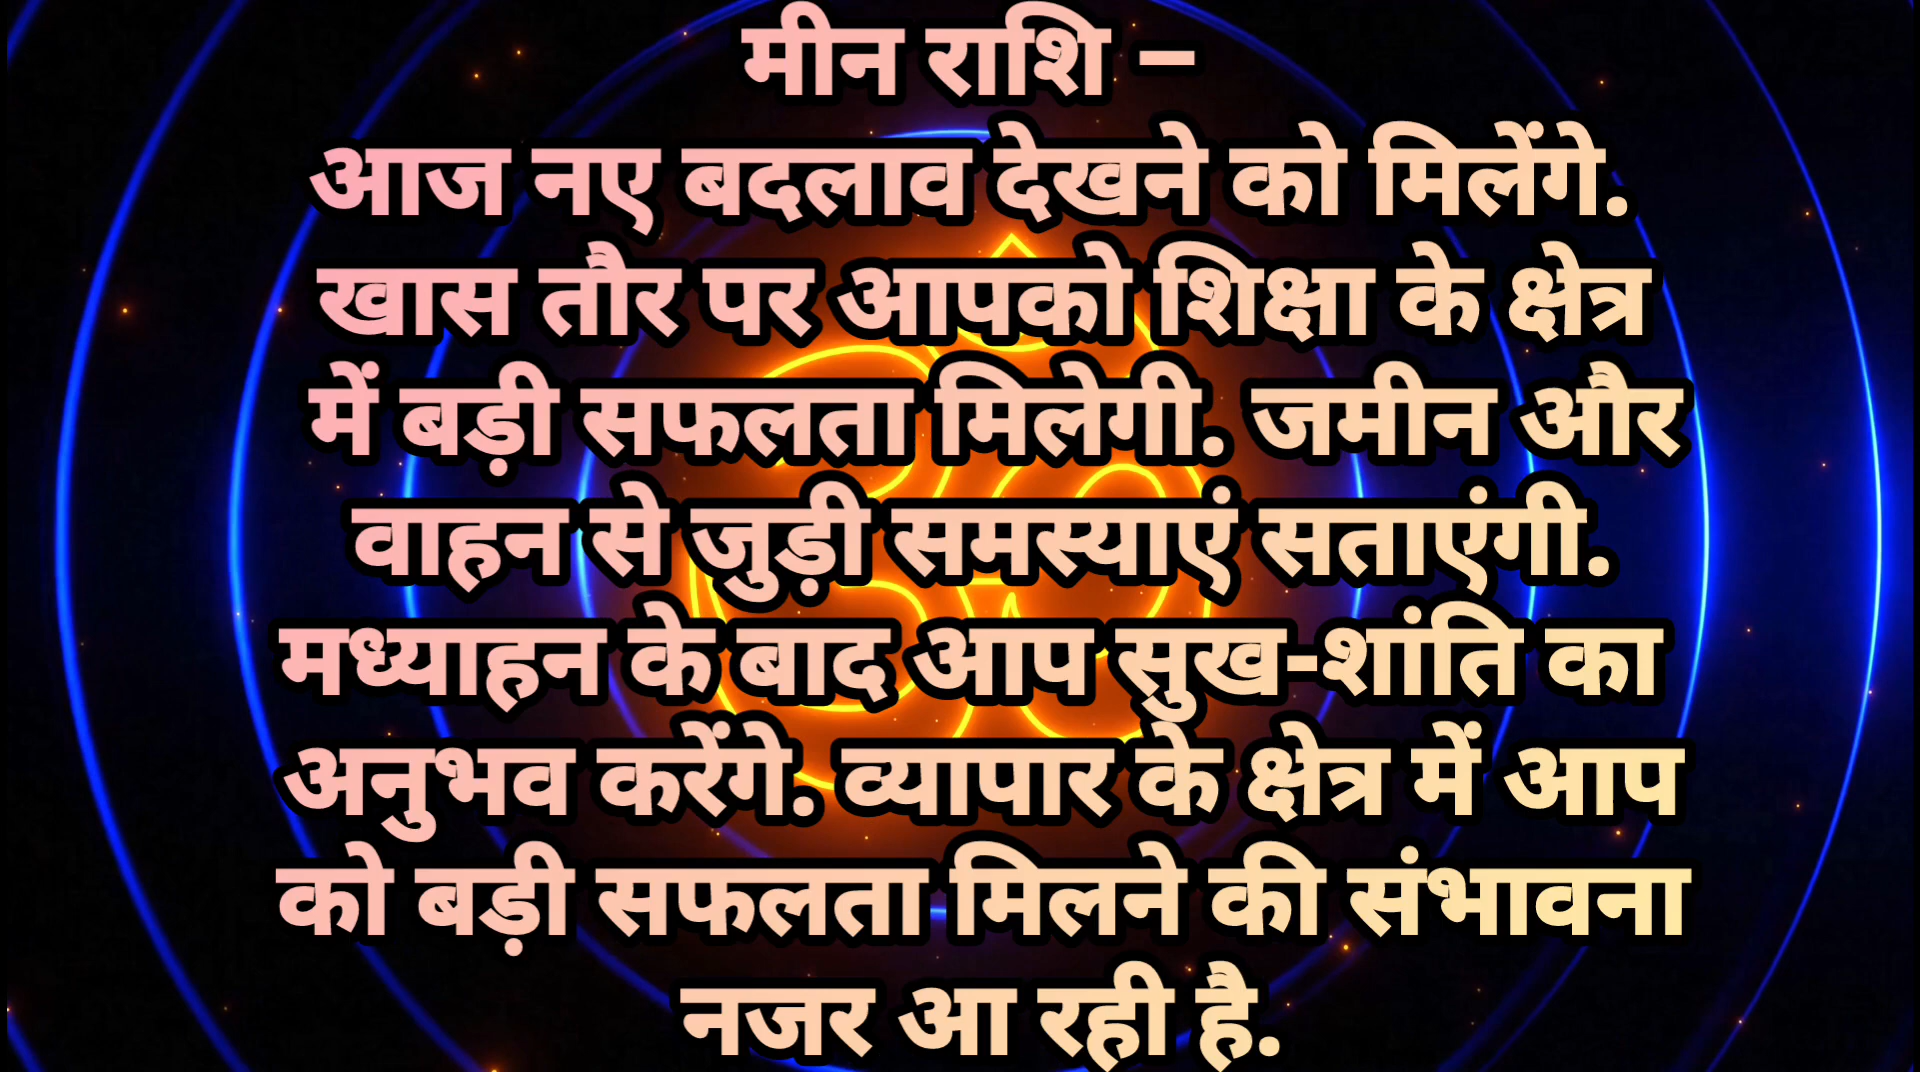 मीन राशि –
आज नए बदलाव देखने को मिलेंगे.
खास तौर पर आपको शिक्षा के क्षेत्र
में बड़ी सफलता मिलेगी. जमीन और
वाहन से जुड़ी समस्याएं सताएंगी.
मध्याहन के बाद आप सुख-शांति का
अनुभव करेंगे. व्यापार के क्षेत्र में आप
को बड़ी सफलता मिलने की संभावना
नजर आ रही है.